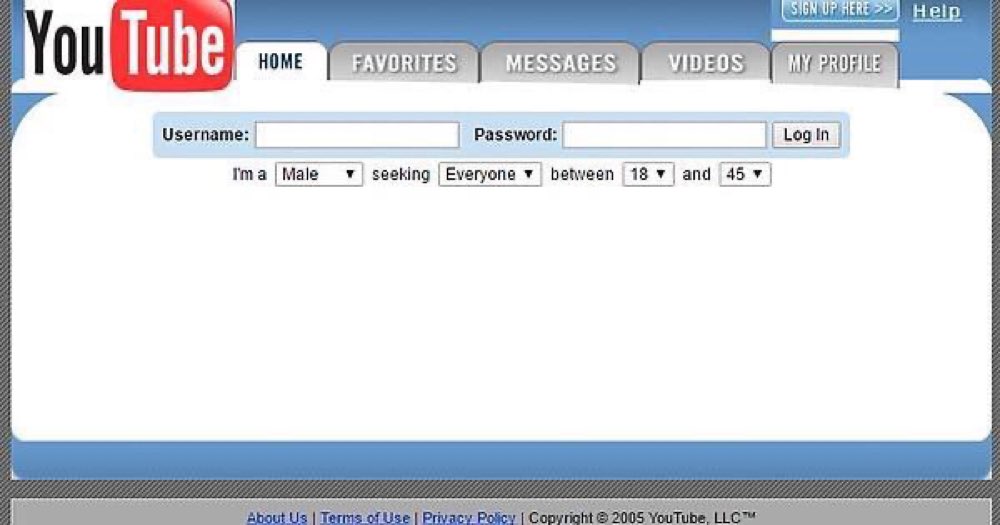 YouTube
SIGN UP HERE >> Help
HOME FAVORITES MESSAGES VIDEOS MY PROFILE
Username: Password: Log In
I'm a Male ▼ seeking Everyone ▼ between 18 ▼ and 45 ▼
About Us | Terms of Use | Privacy Policy | Copyright © 2005 YouTube, LLC™